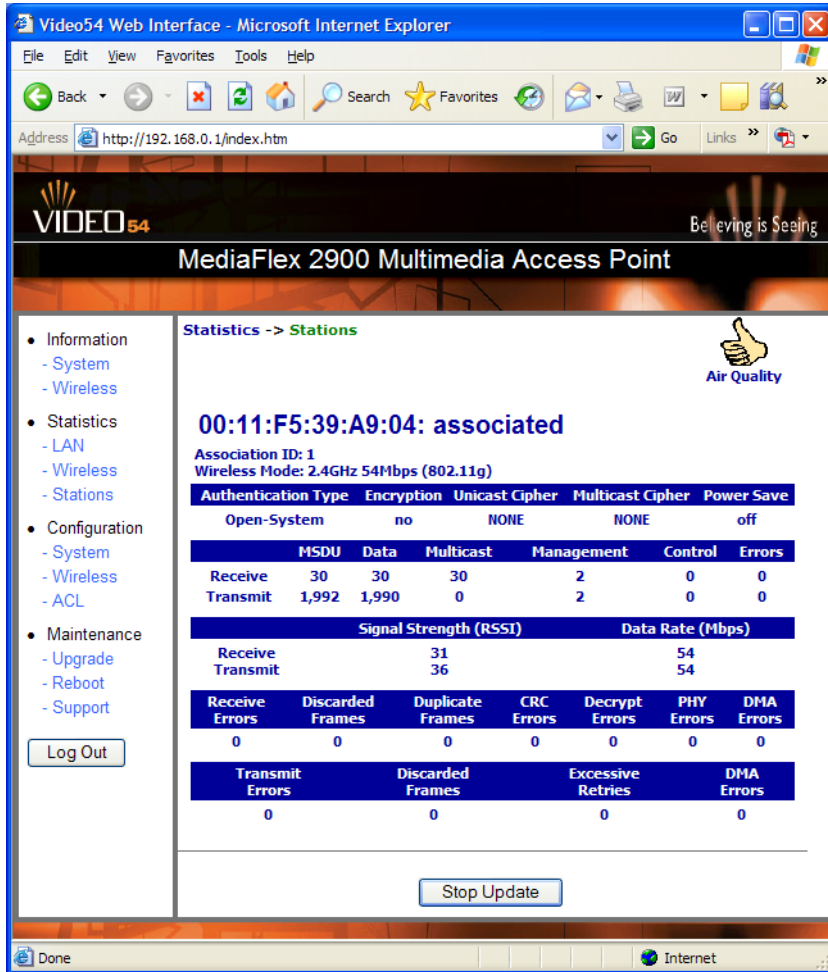 Video54 Web Interface - Microsoft Internet Explorer
File Edit View Favorites Tools Help
Back Search Favorites
Address http://192.168.0.1/index.htm Go Links
VIDEO 54
Believing is Seeing
MediaFlex 2900 Multimedia Access Point
• Information
- System
- Wireless
• Statistics
- LAN
- Wireless
- Stations
• Configuration
- System
- Wireless
- ACL
• Maintenance
- Upgrade
- Reboot
- Support
Log Out
Statistics -> Stations
Air Quality
00:11:F5:39:A9:04: associated
Association ID: 1
Wireless Mode: 2.4GHz 54Mbps (802.11g)
Authentication Type Encryption Unicast Cipher Multicast Cipher Power Save
Open-System no NONE NONE off
MSDU Data Multicast Management Control Errors
Receive 30 30 30 2 0 0
Transmit 1,992 1,990 0 2 0 0
Signal Strength (RSSI) Data Rate (Mbps)
Receive 31 54
Transmit 36 54
Receive Discarded Duplicate CRC Decrypt PHY DMA
Errors Frames Frames Errors Errors Errors Errors
0 0 0 0 0 0 0
Transmit Discarded Excessive DMA
Errors Frames Retries Errors
0 0 0 0
Stop Update
Done Internet